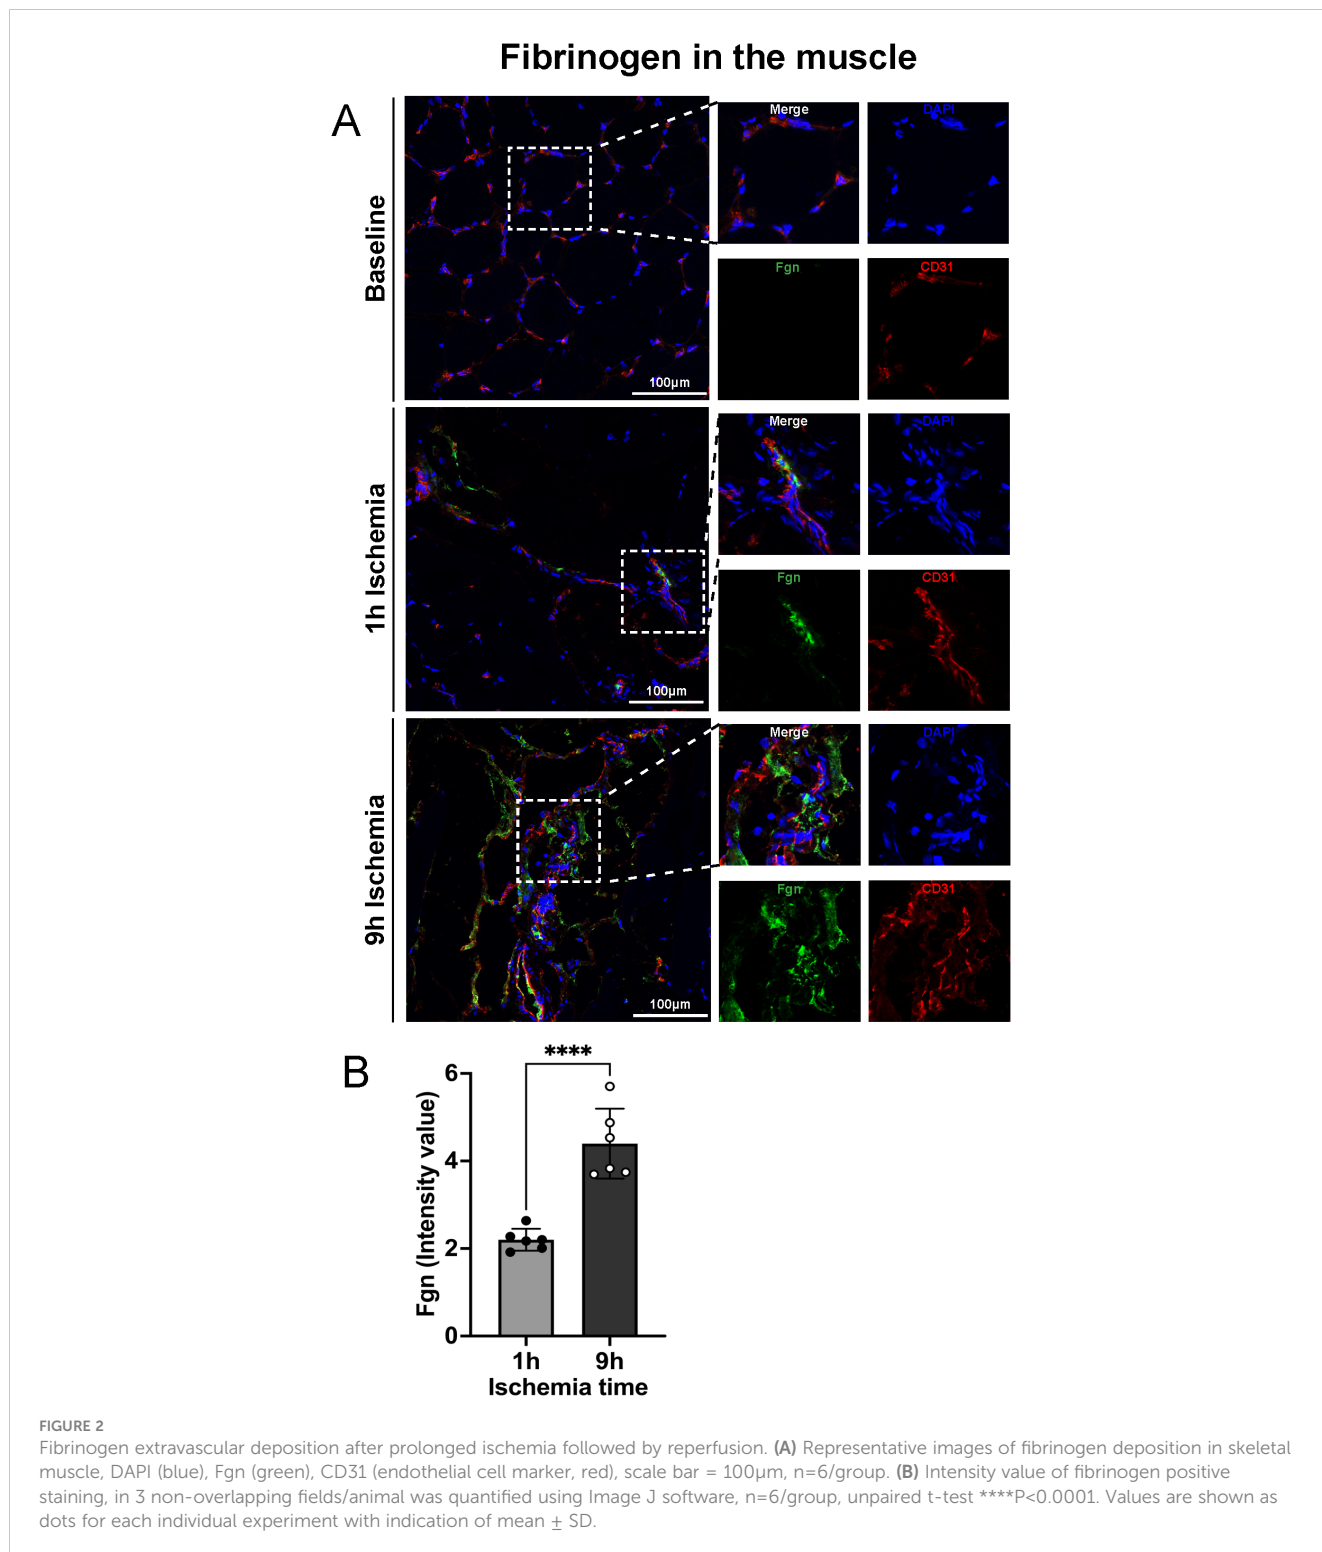 Fibrinogen in the muscle
A
Baseline
Merge
DAPI
Fgn
CD31
100µm
1h Ischemia
Merge
DAPI
Fgn
CD31
100µm
9h Ischemia
Merge
DAPI
Fgn
CD31
100µm
B
****
Fgn (Intensity value)
6
4
2
0
1h
9h
Ischemia time
FIGURE 2
Fibrinogen extravascular deposition after prolonged ischemia followed by reperfusion. (A) Representative images of fibrinogen deposition in skeletal
muscle, DAPI (blue), Fgn (green), CD31 (endothelial cell marker, red), scale bar = 100µm, n=6/group. (B) Intensity value of fibrinogen positive
staining, in 3 non-overlapping fields/animal was quantified using Image J software, n=6/group, unpaired t-test ****P<0.0001. Values are shown as
dots for each individual experiment with indication of mean ± SD.